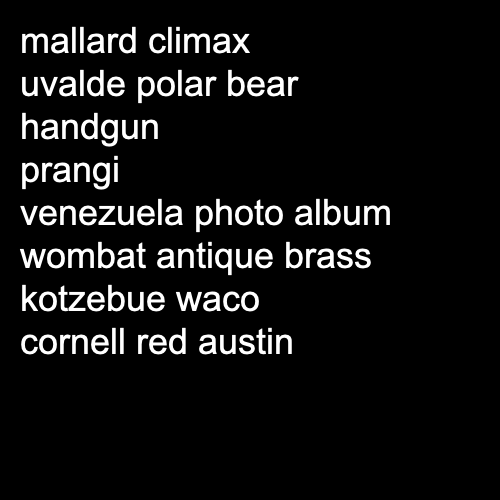 mallard climax
uvalde polar bear
handgun
prangi
venezuela photo album
wombat antique brass
kotzebue waco
cornell red austin